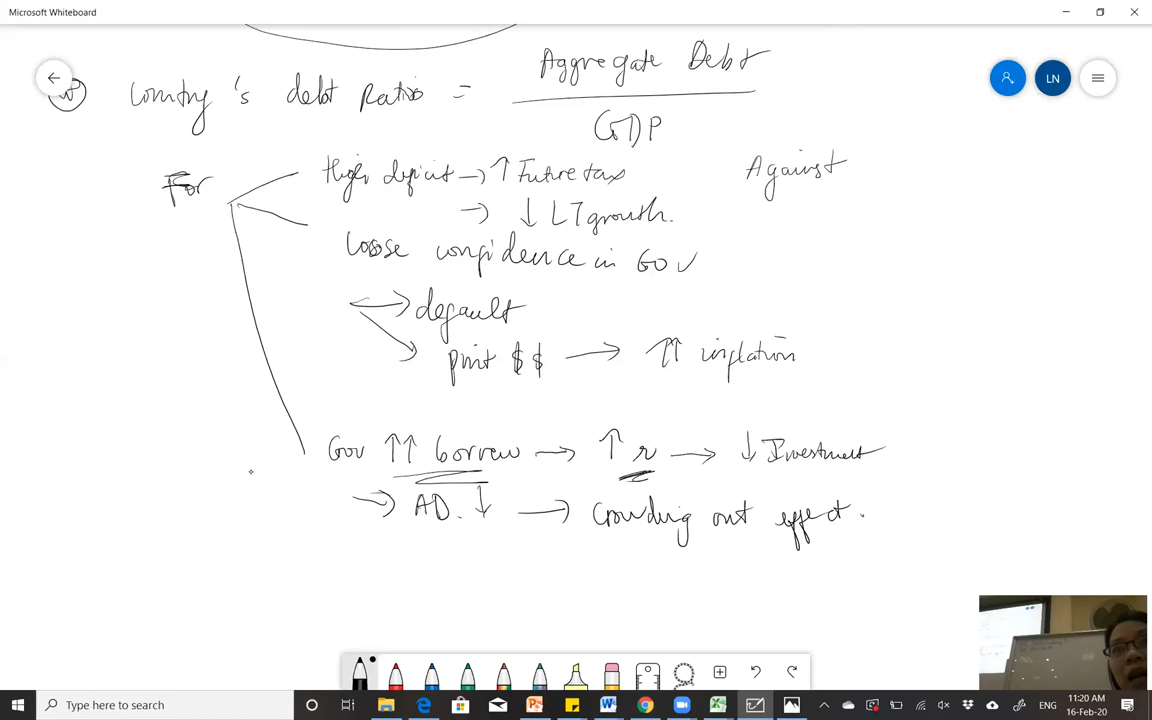 Microsoft Whiteboard
Country's debt Ratio = Aggregate Debt
GDP
LN
For
Higher deficit → ↑ Future tax
Against
→ ↓ LT growth.
Loose confidence in Gov
→ default
→ print $$ → ↑↑ inflation
Gov ↑↑ borrow → ↑ r → ↓ Investment
→ AD. ↓ → Crowding out effect.
Type here to search
ENG
11:20 AM
16-Feb-20